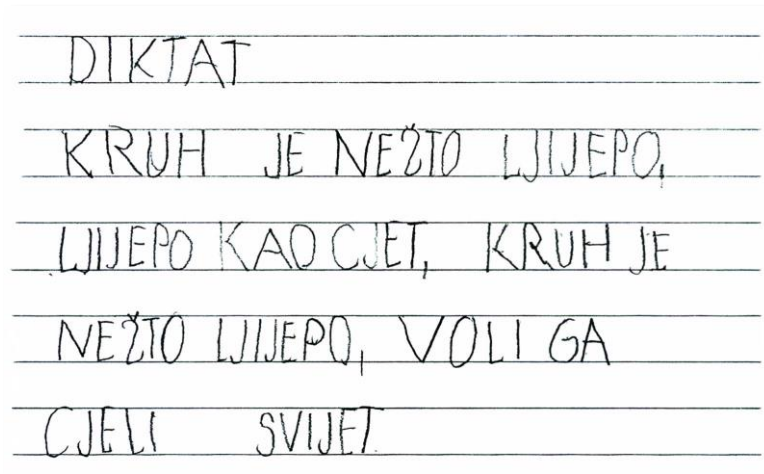 DIKTAT
KRUH JE NEŽTO LJIJEPO,
LJIJEPO KAO CJET, KRUH JE
NEŽTO LJIJEPO, VOLI GA
CJELI SVIJET.